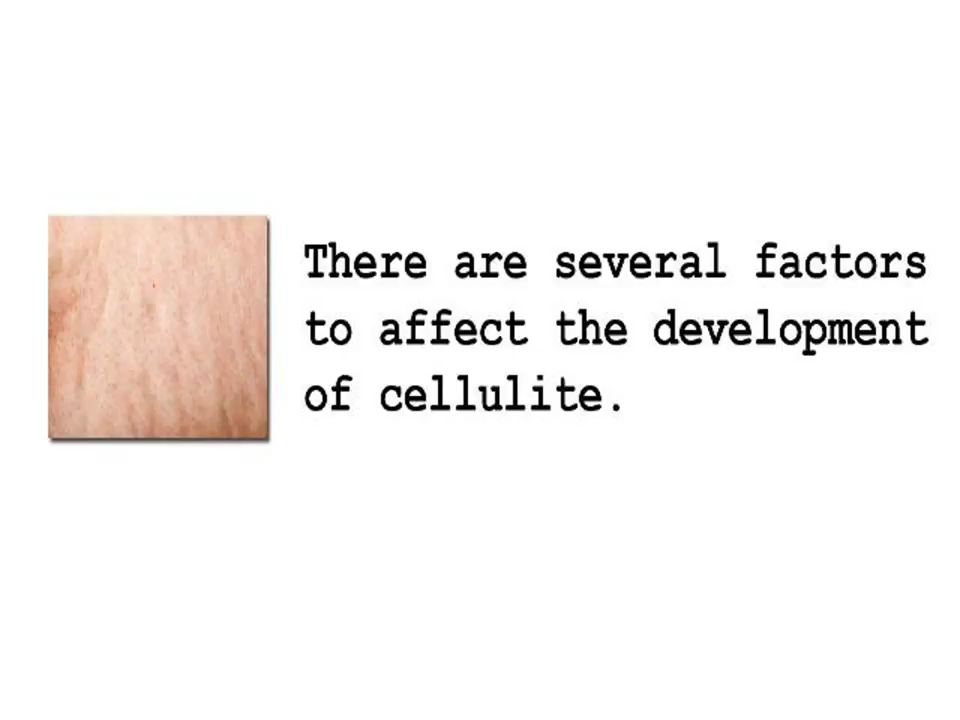 There are several factors
to affect the development
of cellulite.